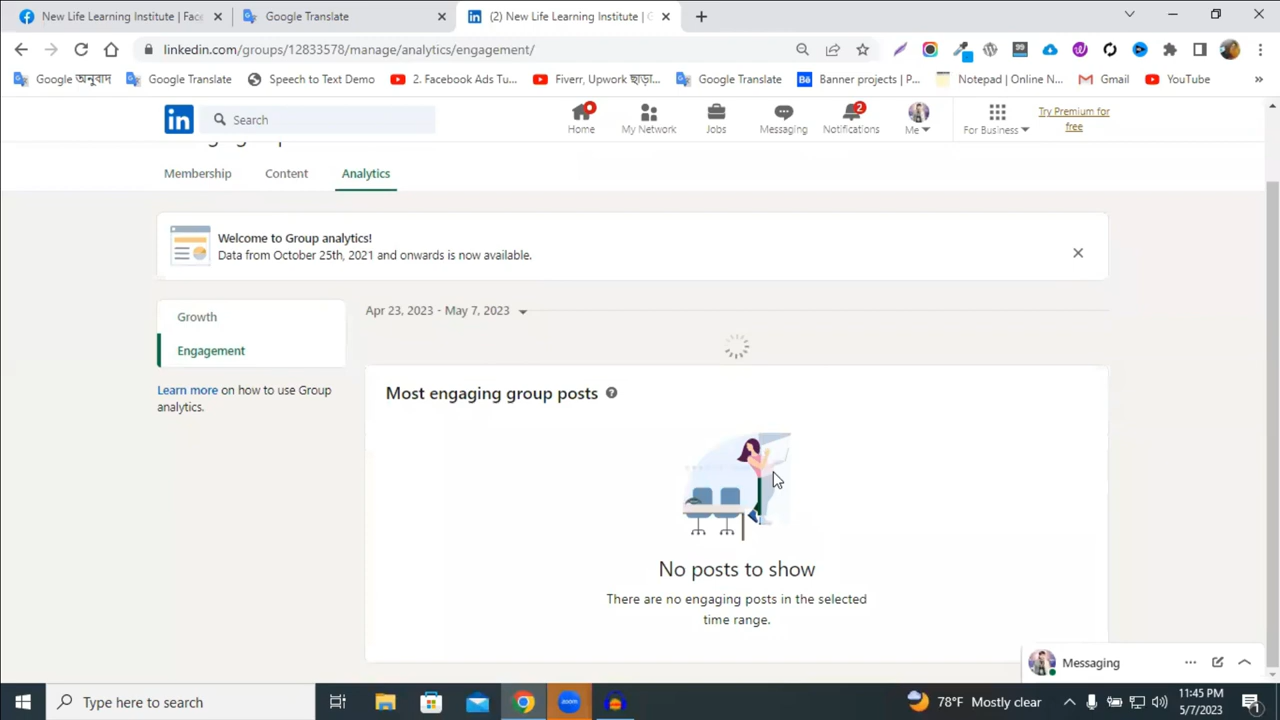 New Life Learning Institute | Face
Google Translate
(2) New Life Learning Institute | G
linkedin.com/groups/12833578/manage/analytics/engagement/
Google অনুবাদ
Google Translate
Speech to Text Demo
2. Facebook Ads Tu...
Fiverr, Upwork ছাড়া...
Google Translate
Banner projects | P...
Notepad | Online N...
Gmail
YouTube
»
in
Search
Home
My Network
Jobs
Messaging
2
Notifications
Me
For Business
Try Premium for
free
Membership
Content
Analytics
Welcome to Group analytics!
Data from October 25th, 2021 and onwards is now available.
Growth
Engagement
Learn more on how to use Group
analytics.
Apr 23, 2023 - May 7, 2023
Most engaging group posts
No posts to show
There are no engaging posts in the selected
time range.
Messaging
Type here to search
zoom
78°F Mostly clear
11:45 PM
5/7/2023
1